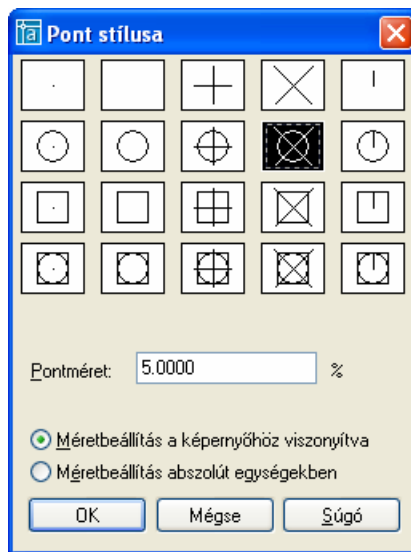 Pont stílusa
Pontméret: 5.0000 %
Méretbeállítás a képernyőhöz viszonyítva
Méretbeállítás abszolút egységekben
OK Mégse Súgó